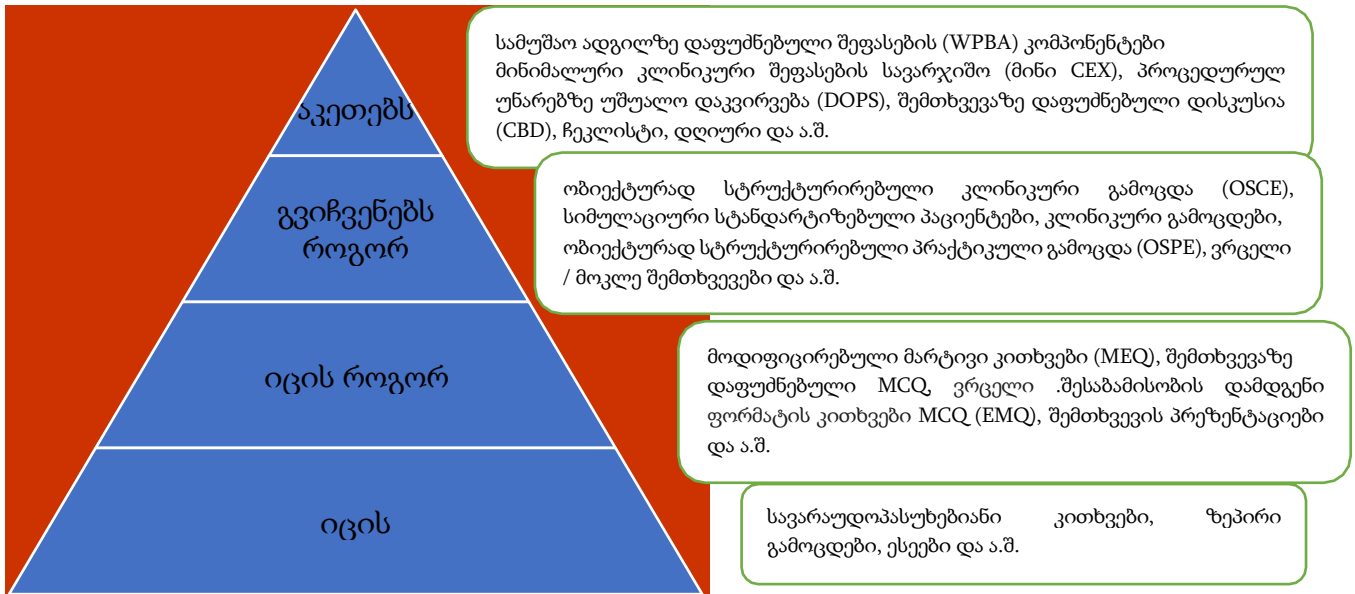 აკეთებს
სამუშაო ადგილზე დაფუძნებული შეფასების (WPBA) კომპონენტები
მინიმალური კლინიკური შეფასების სავარჯიშო (მინი CEX), პროცედურულ
უნარებზე უშუალო დაკვირვება (DOPS), შემთხვევაზე დაფუძნებული დისკუსია
(CBD), ჩეკლისტი, დღიური და ა.შ.
გვიჩვენებს
როგორ
ობიექტურად სტრუქტურირებული კლინიკური გამოცდა (OSCE),
სიმულაციური სტანდარტიზებული პაციენტები, კლინიკური გამოცდები,
ობიექტურად სტრუქტურირებული პრაქტიკული გამოცდა (OSPE), ვრცელი
/ მოკლე შემთხვევები და ა.შ.
იცის როგორ
მოდიფიცირებული მარტივი კითხვები (MEQ), შემთხვევაზე
დაფუძნებული MCQ, ვრცელი .შესაბამისობის დამდგენი
ფორმატის კითხვები MCQ (EMQ), შემთხვევის პრეზენტაციები
და ა.შ.
იცის
სავარაუდოპასუხებიანი კითხვები, ზეპირი
გამოცდები, ესეები და ა.შ.